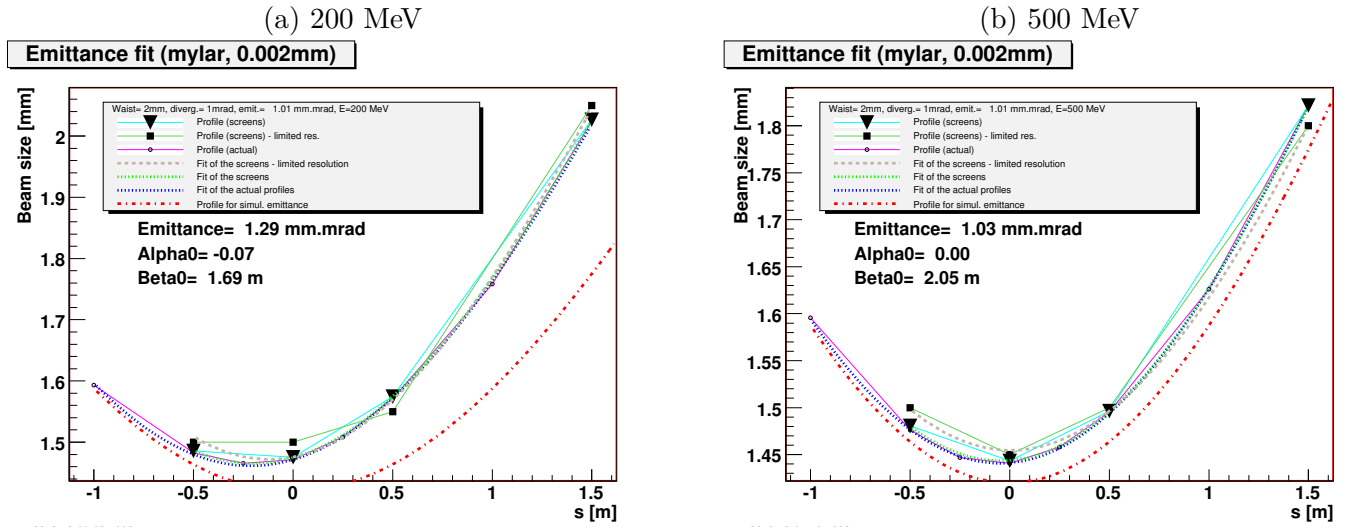 (a) 200 MeV
Emittance fit (mylar, 0.002mm)
Beam size [mm]
Waist= 2mm, diverg.= 1mrad, emit.= 1.01 mm.mrad, E=200 MeV
Profile (screens)
Profile (screens) - limited res.
Profile (actual)
Fit of the screens - limited resolution
Fit of the screens
Fit of the actual profiles
Profile for simul. emittance
Emittance= 1.29 mm.mrad
Alpha0= -0.07
Beta0= 1.69 m
2
1.9
1.8
1.7
1.6
1.5
-1 -0.5 0 0.5 1 1.5
s [m]
(b) 500 MeV
Emittance fit (mylar, 0.002mm)
Beam size [mm]
Waist= 2mm, diverg.= 1mrad, emit.= 1.01 mm.mrad, E=500 MeV
Profile (screens)
Profile (screens) - limited res.
Profile (actual)
Fit of the screens - limited resolution
Fit of the screens
Fit of the actual profiles
Profile for simul. emittance
Emittance= 1.03 mm.mrad
Alpha0= 0.00
Beta0= 2.05 m
1.8
1.75
1.7
1.65
1.6
1.55
1.5
1.45
-1 -0.5 0 0.5 1 1.5
s [m]